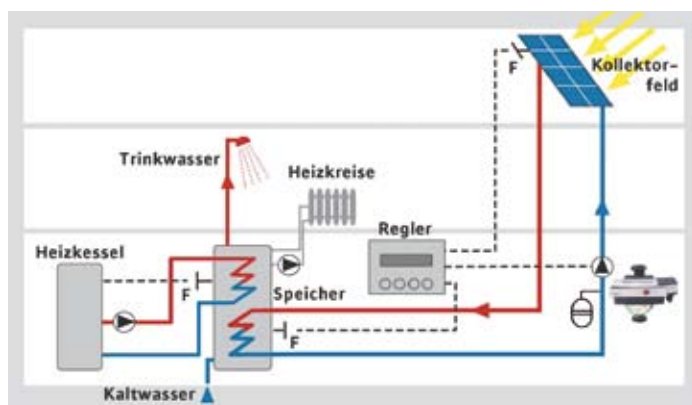 F
Kollektor-
feld
Trinkwasser
Heizkreise
Regler
Heizkessel
F
Speicher
F
Kaltwasser